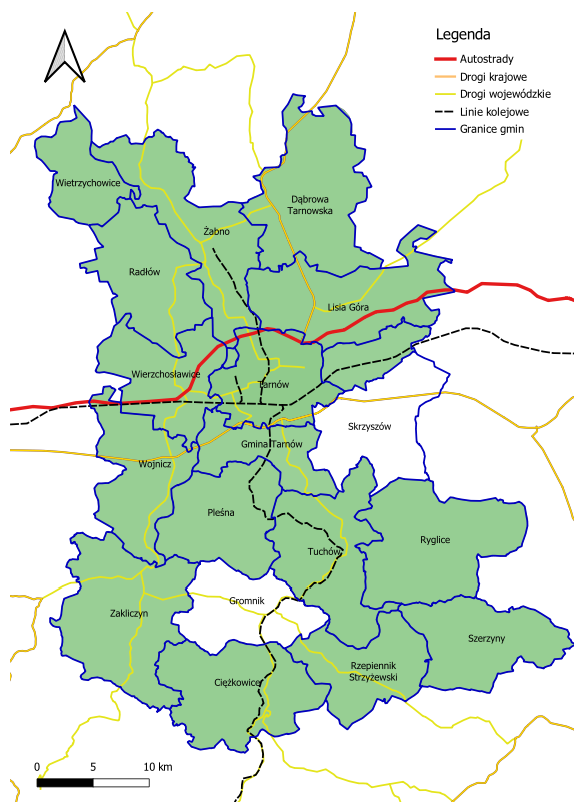 Legenda
Autostrady
Drogi krajowe
Drogi wojewódzkie
Linie kolejowe
Granice gmin
Wietrzychowice
Dąbrowa
Tarnowska
Żabno
Radłów
Lisia Góra
Wierzchosławice
Tarnów
Skrzyszów
Gmina Tarnów
Wojnicz
Pleśna
Ryglice
Tuchów
Gromnik
Zakliczyn
Szerzyny
Rzepiennik
Strzyżewski
Ciężkowice
0 5 10 km